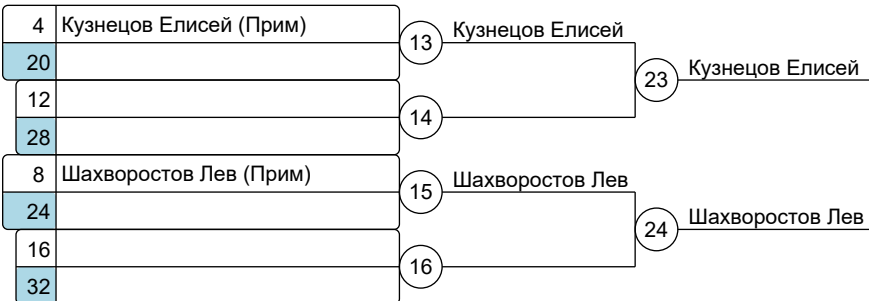 4 Кузнецов Елисей (Прим)
20
13 Кузнецов Елисей
12
28
14
23 Кузнецов Елисей
8 Шахворостов Лев (Прим)
24
15 Шахворостов Лев
16
32
16
24 Шахворостов Лев